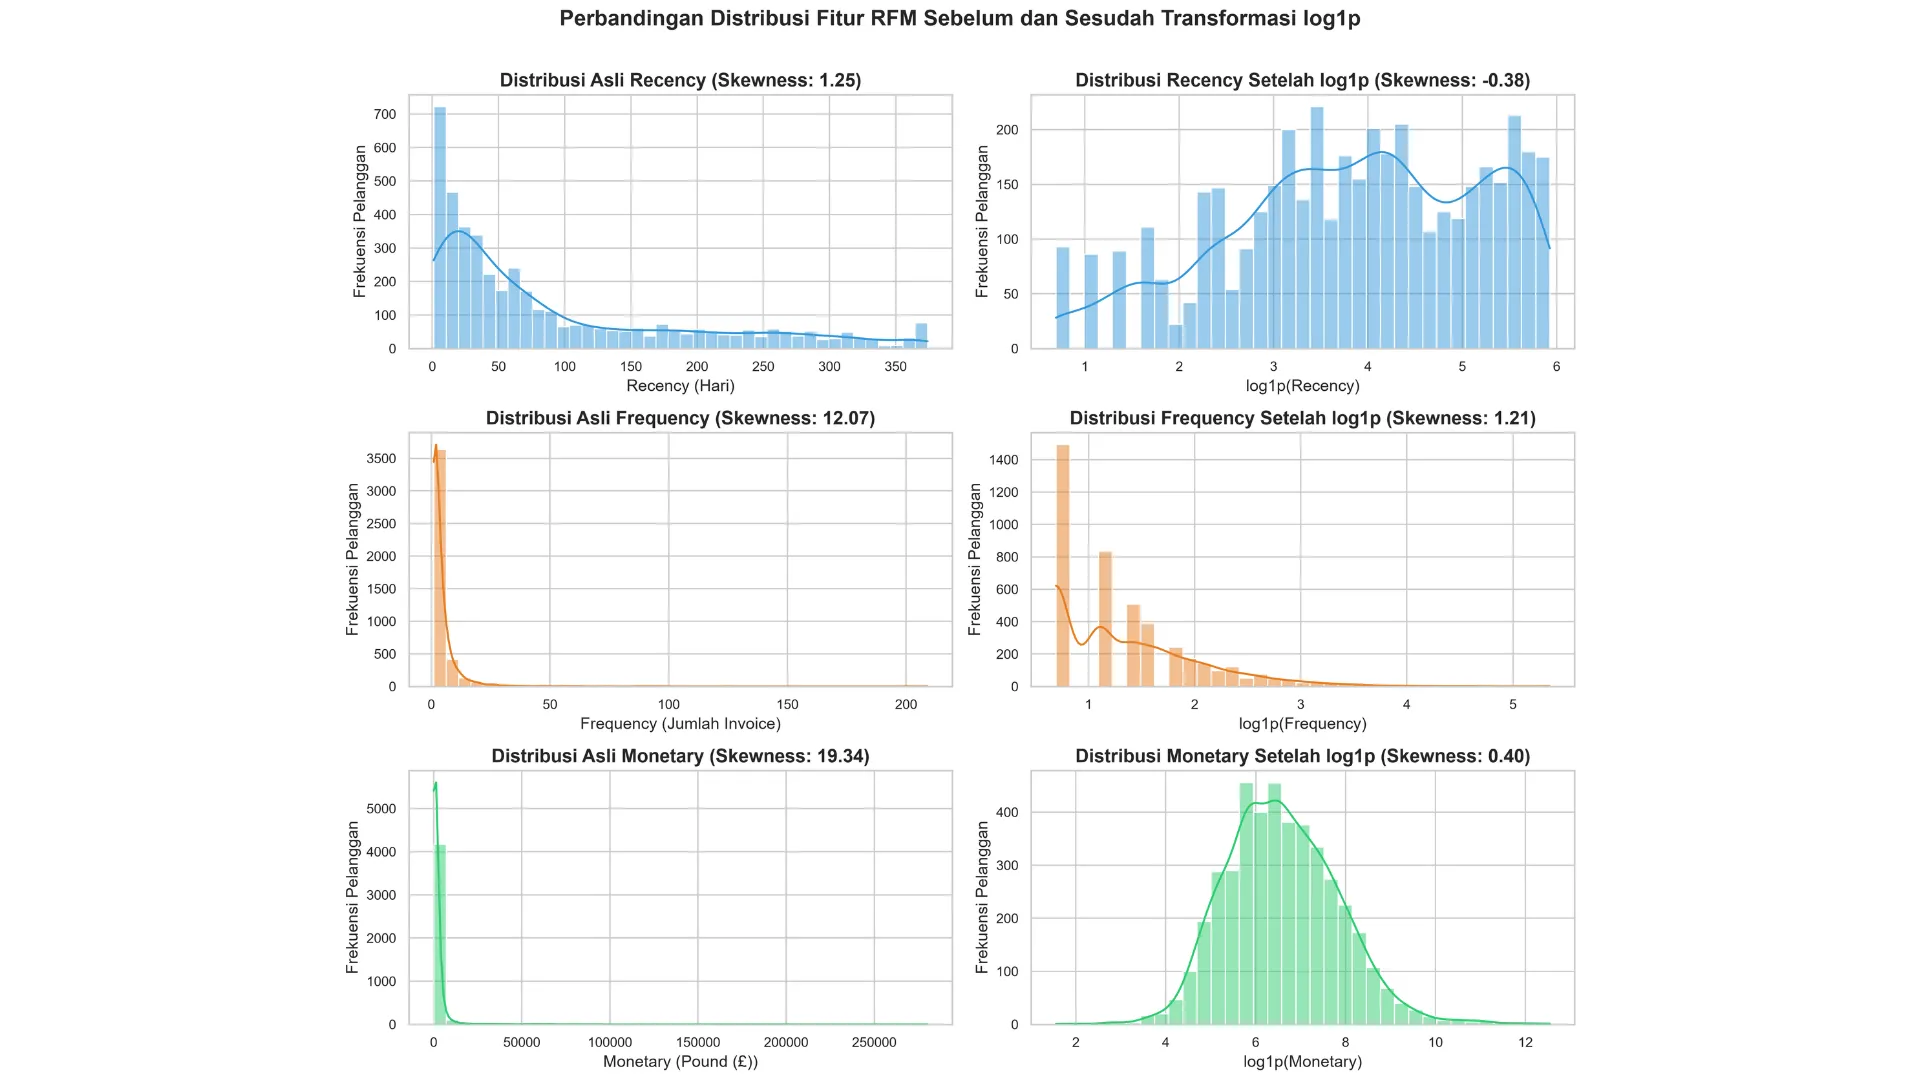 Perbandingan Distribusi Fitur RFM Sebelum dan Sesudah Transformasi log1p
Distribusi Asli Recency (Skewness: 1.25)
Frekuensi Pelanggan
700
600
500
400
300
200
100
0
0 50 100 150 200 250 300 350
Recency (Hari)
Distribusi Recency Setelah log1p (Skewness: -0.38)
Frekuensi Pelanggan
200
150
100
50
0
1 2 3 4 5 6
log1p(Recency)
Distribusi Asli Frequency (Skewness: 12.07)
Frekuensi Pelanggan
3500
3000
2500
2000
1500
1000
500
0
0 50 100 150 200
Frequency (Jumlah Invoice)
Distribusi Frequency Setelah log1p (Skewness: 1.21)
Frekuensi Pelanggan
1400
1200
1000
800
600
400
200
0
1 2 3 4 5
log1p(Frequency)
Distribusi Asli Monetary (Skewness: 19.34)
Frekuensi Pelanggan
5000
4000
3000
2000
1000
0
0 50000 100000 150000 200000 250000
Monetary (Pound (£))
Distribusi Monetary Setelah log1p (Skewness: 0.40)
Frekuensi Pelanggan
400
300
200
100
0
2 4 6 8 10 12
log1p(Monetary)